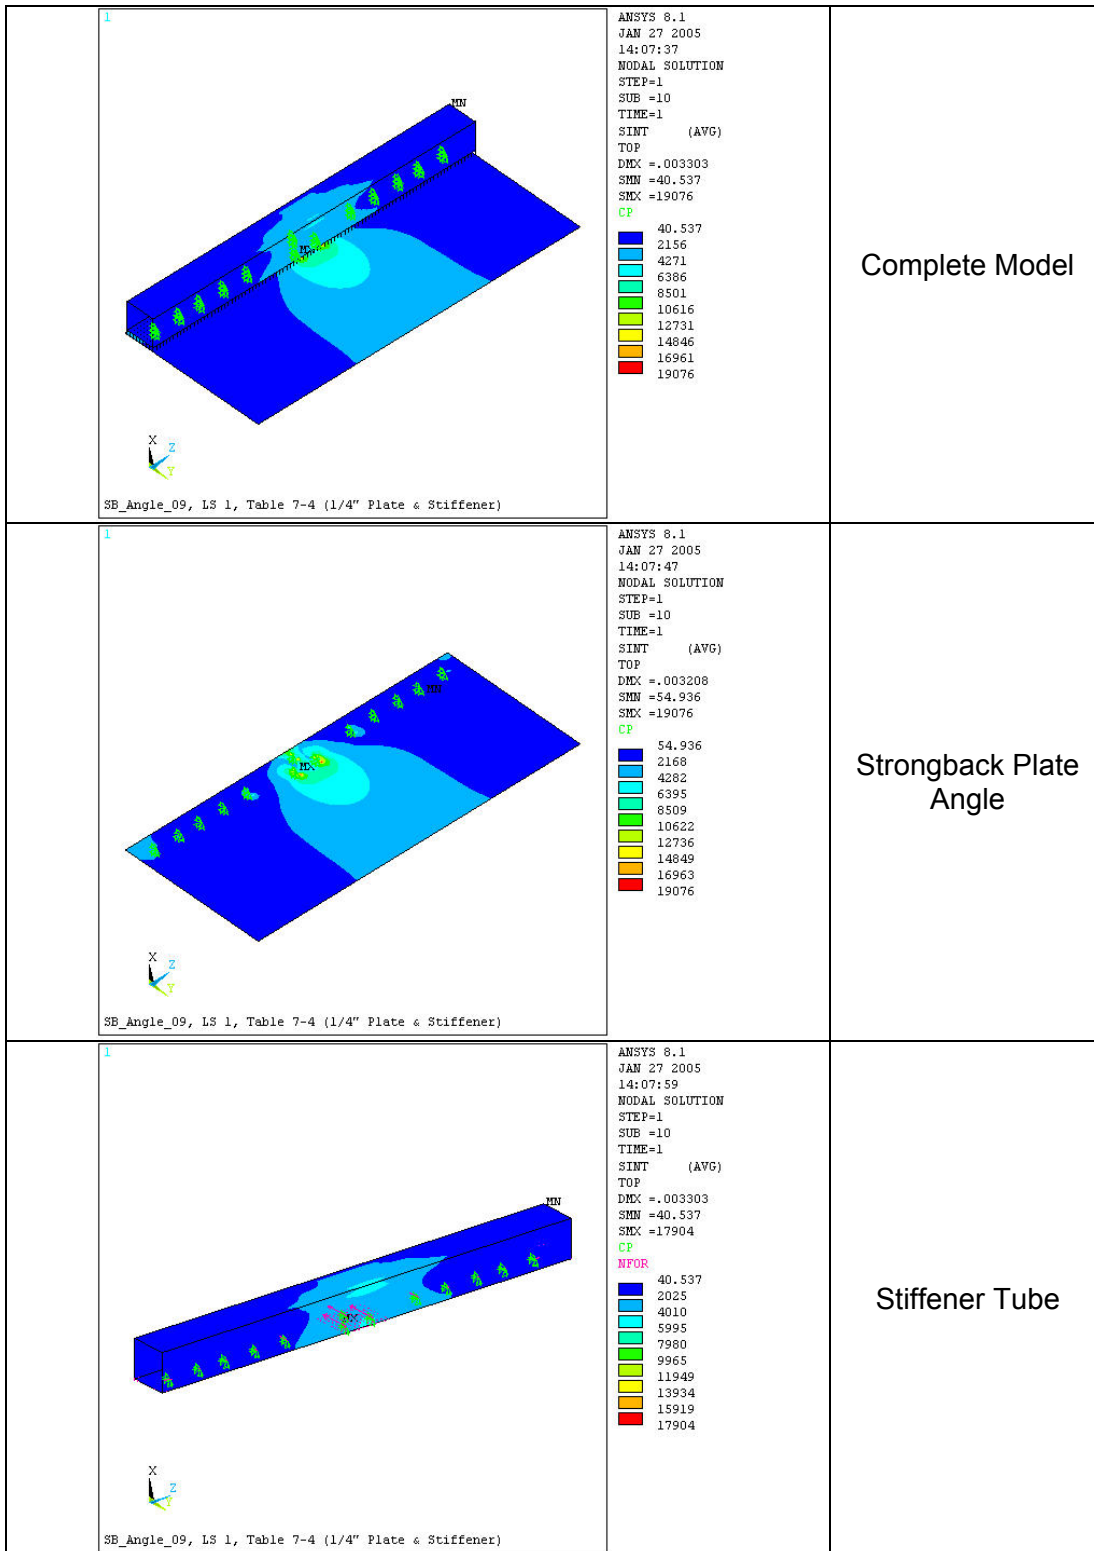 1
ANSYS 8.1
JAN 27 2005
14:07:37
NODAL SOLUTION
STEP=1
SUB =10
TIME=1
SINT (AVG)
TOP
DMX =.003303
SMN =40.537
SMX =19076
CP
40.537
2156
4271
6386
8501
10616
12731
14846
16961
19076
MN
MX
X
Z
Y
SB_Angle_09, LS 1, Table 7-4 (1/4" Plate & Stiffener)
Complete Model
1
ANSYS 8.1
JAN 27 2005
14:07:47
NODAL SOLUTION
STEP=1
SUB =10
TIME=1
SINT (AVG)
TOP
DMX =.003208
SMN =54.936
SMX =19076
CP
54.936
2168
4282
6395
8509
10622
12736
14849
16963
19076
MN
MX
X
Z
Y
SB_Angle_09, LS 1, Table 7-4 (1/4" Plate & Stiffener)
Strongback Plate
Angle
1
ANSYS 8.1
JAN 27 2005
14:07:59
NODAL SOLUTION
STEP=1
SUB =10
TIME=1
SINT (AVG)
TOP
DMX =.003303
SMN =40.537
SMX =17904
CP
NFOR
40.537
2025
4010
5995
7980
9965
11949
13934
15919
17904
MN
MX
X
Z
Y
SB_Angle_09, LS 1, Table 7-4 (1/4" Plate & Stiffener)
Stiffener Tube